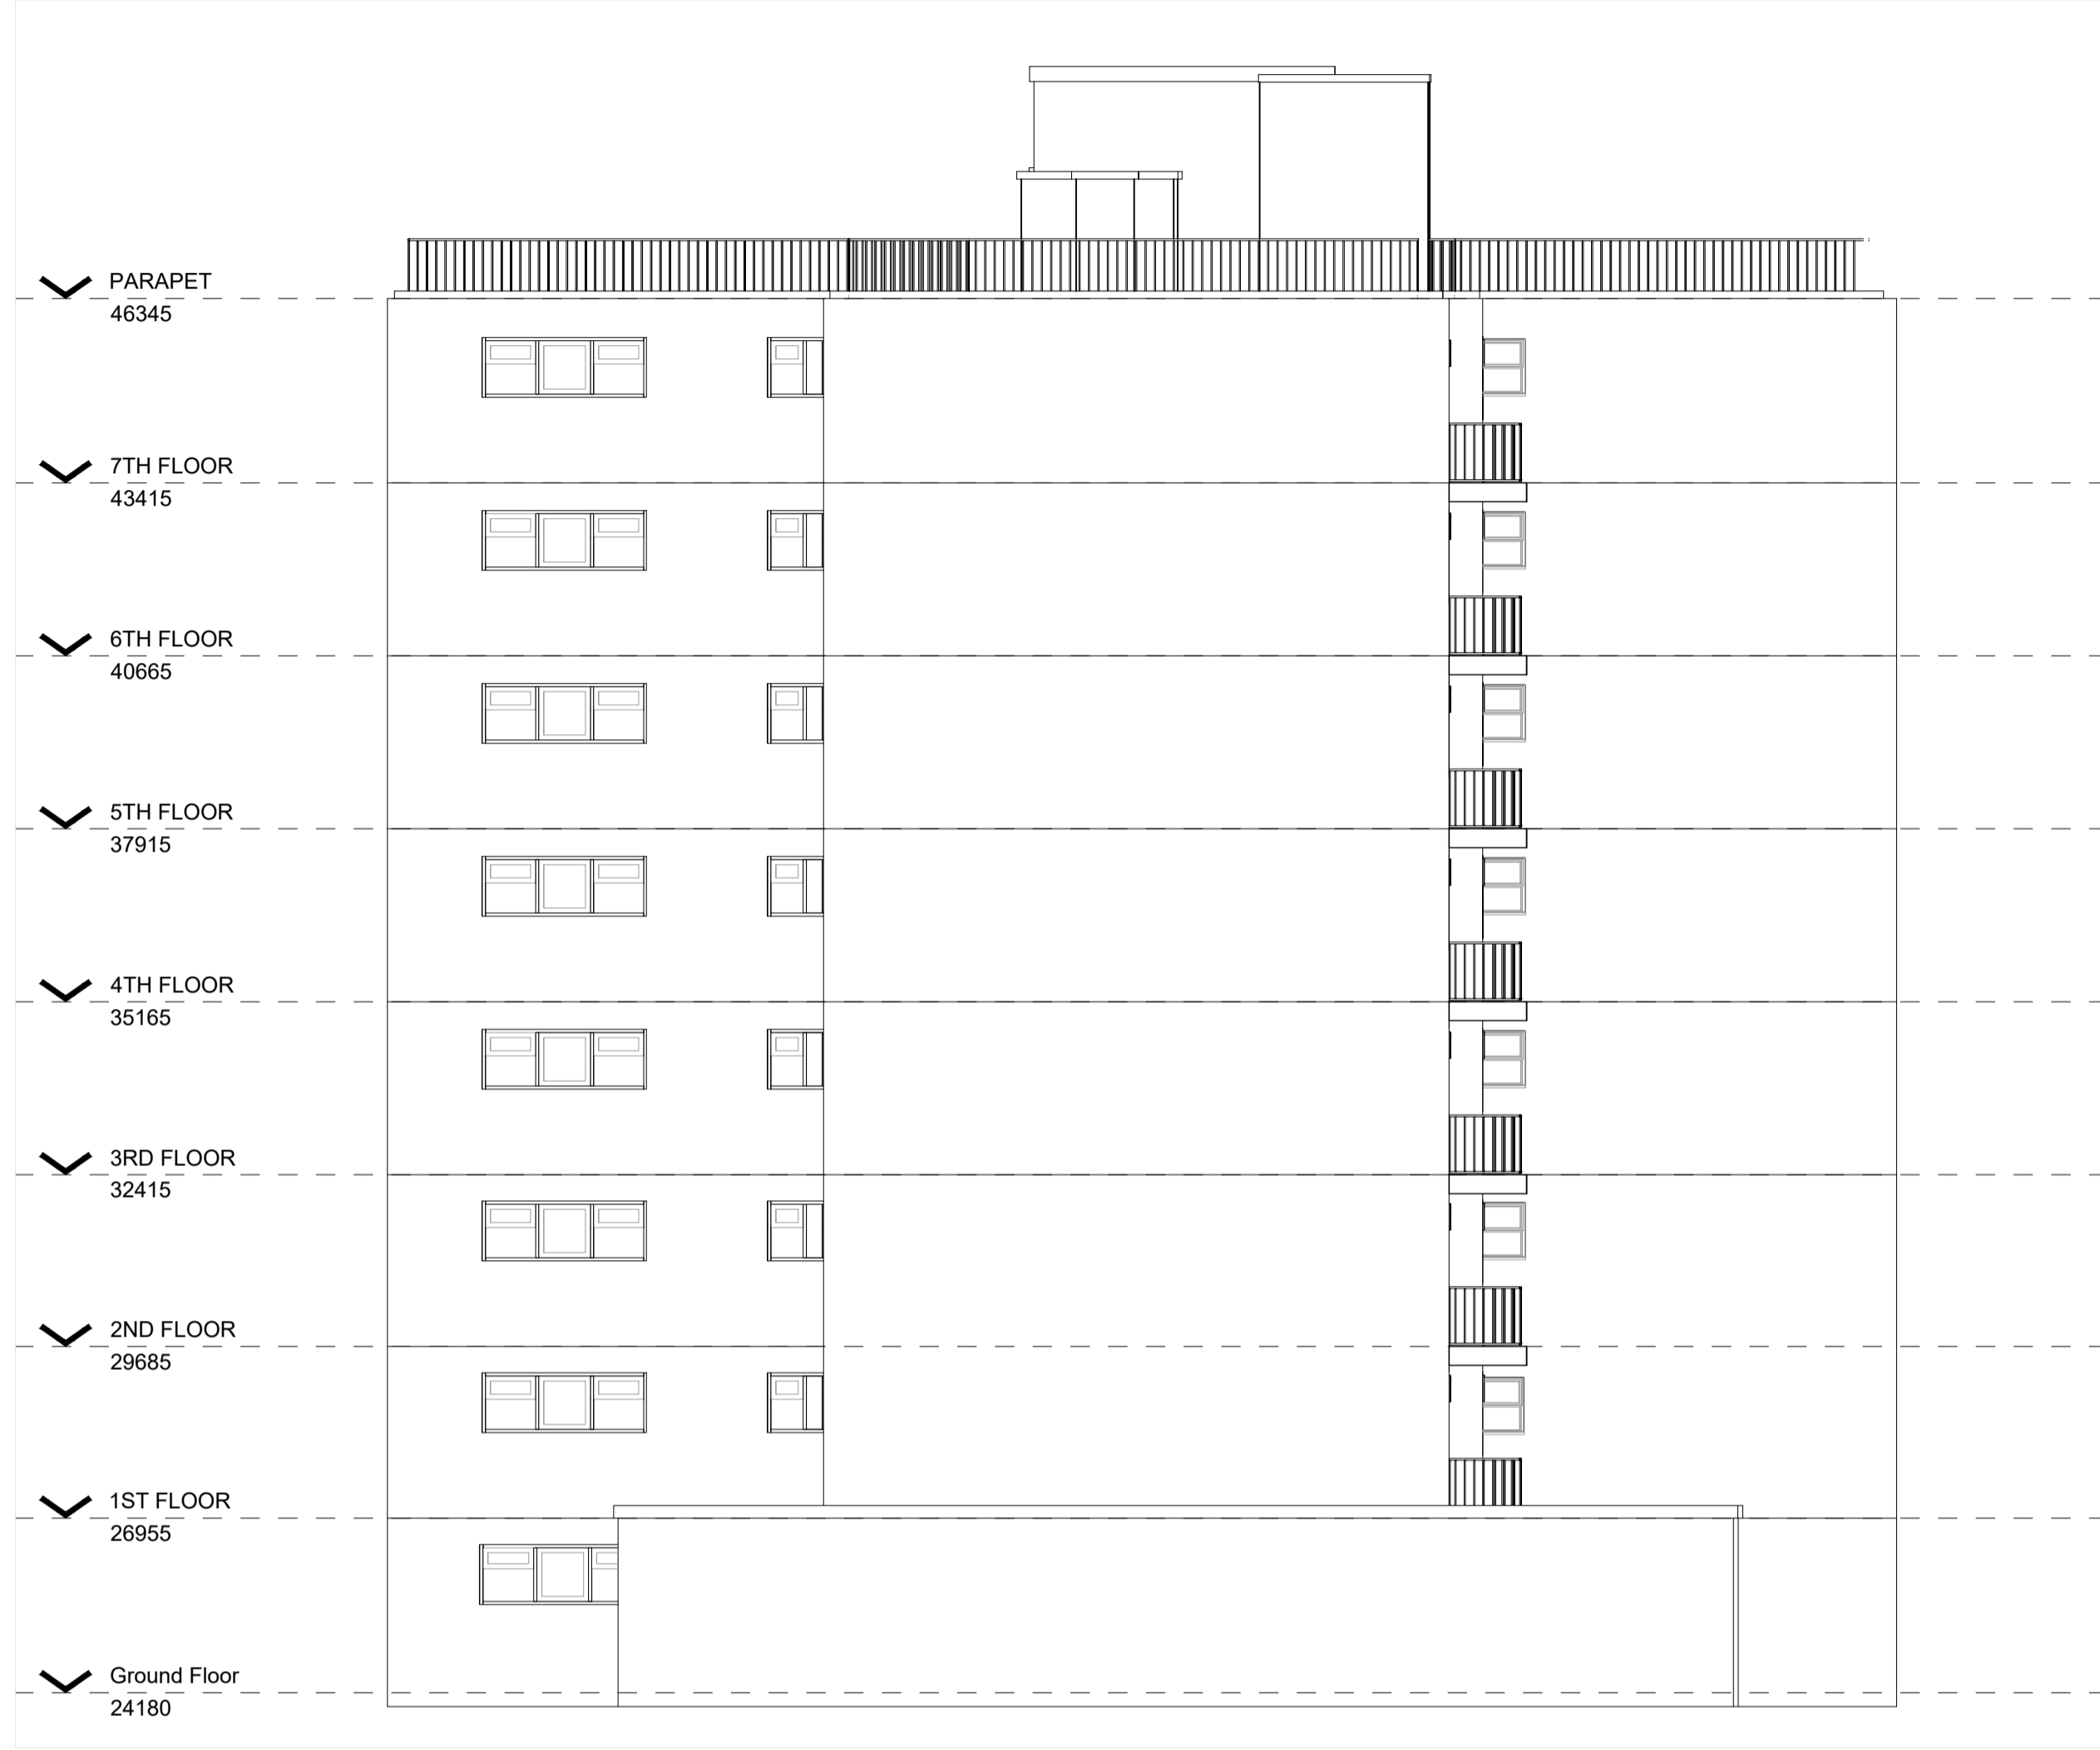 PARAPET
46345
7TH FLOOR
43415
6TH FLOOR
40665
5TH FLOOR
37915
4TH FLOOR
35165
3RD FLOOR
32415
2ND FLOOR
29685
1ST FLOOR
26955
Ground Floor
24180